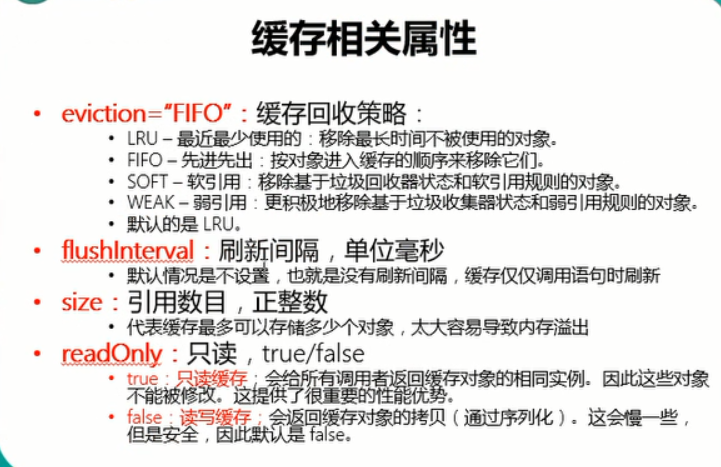 缓存相关属性
• eviction="FIFO"：缓存回收策略：
• LRU – 最近最少使用的：移除最长时间不被使用的对象。
• FIFO – 先进先出：按对象进入缓存的顺序来移除它们。
• SOFT – 软引用：移除基于垃圾回收器状态和软引用规则的对象。
• WEAK – 弱引用：更积极地移除基于垃圾收集器状态和弱引用规则的对象。
• 默认的是 LRU。
• flushInterval：刷新间隔，单位毫秒
• 默认情况是不设置，也就是没有刷新间隔，缓存仅仅调用语句时刷新
• size：引用数目，正整数
• 代表缓存最多可以存储多少个对象，太大容易导致内存溢出
• readOnly：只读，true/false
• true：只读缓存；会给所有调用者返回缓存对象的相同实例。因此这些对象
不能被修改。这提供了很重要的性能优势。
• false：读写缓存；会返回缓存对象的拷贝（通过序列化）。这会慢一些，
但是安全，因此默认是 false。